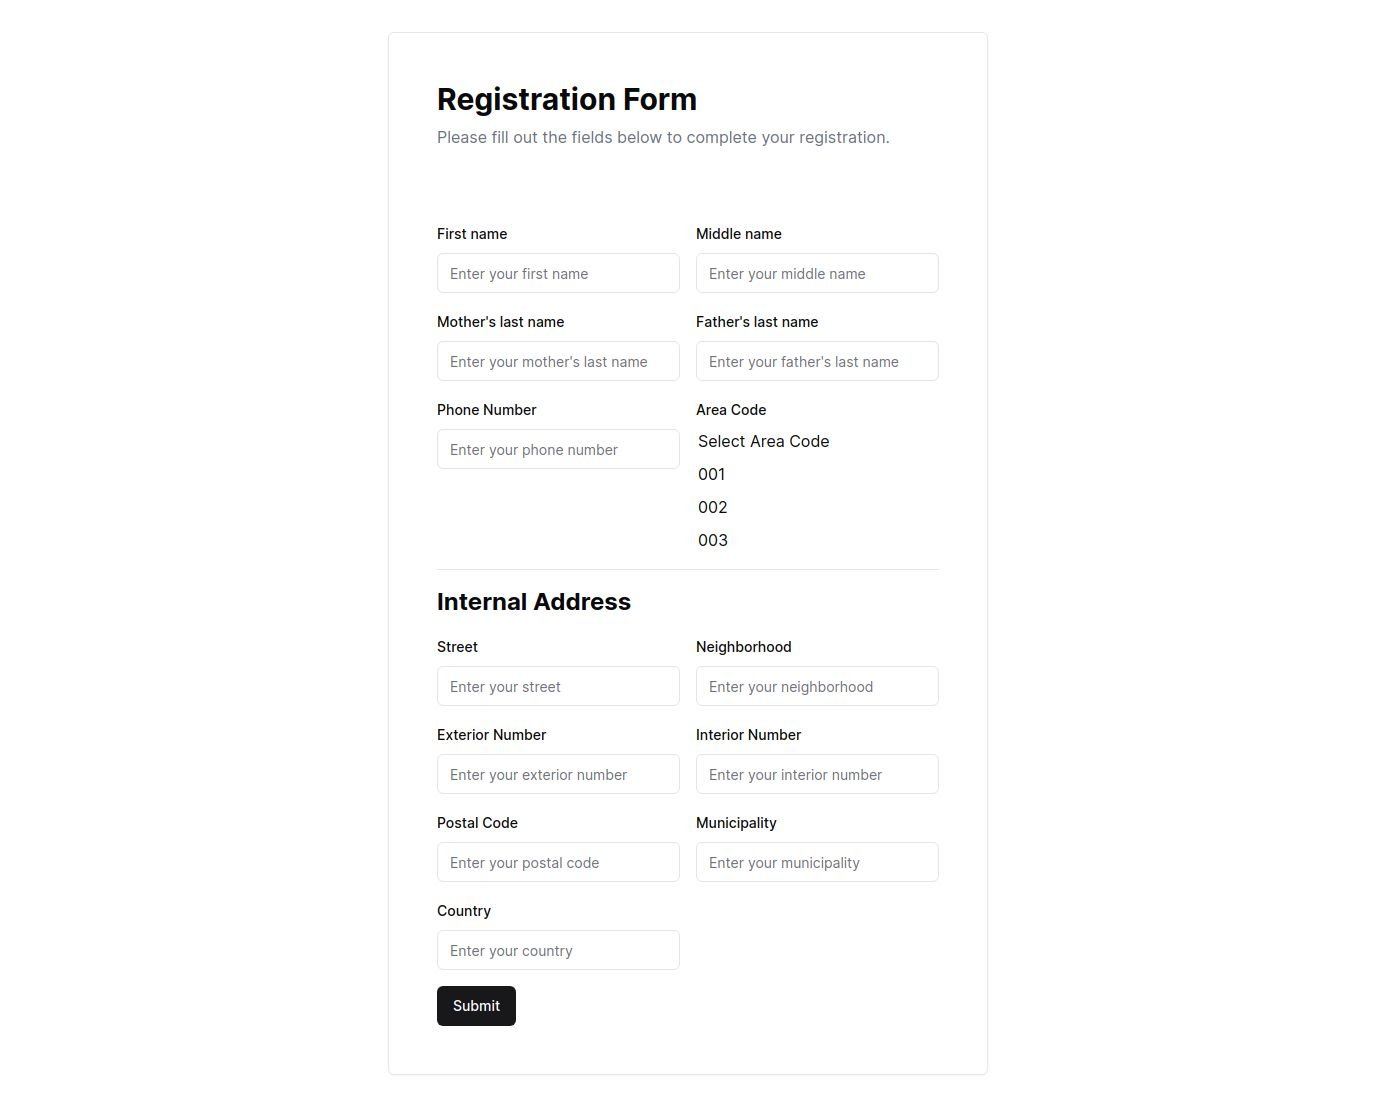 Registration Form
Please fill out the fields below to complete your registration.
First name
Middle name
Enter your first name
Enter your middle name
Mother's last name
Father's last name
Enter your mother's last name
Enter your father's last name
Phone Number
Area Code
Enter your phone number
Select Area Code
001
002
003
Internal Address
Street
Neighborhood
Enter your street
Enter your neighborhood
Exterior Number
Interior Number
Enter your exterior number
Enter your interior number
Postal Code
Municipality
Enter your postal code
Enter your municipality
Country
Enter your country
Submit